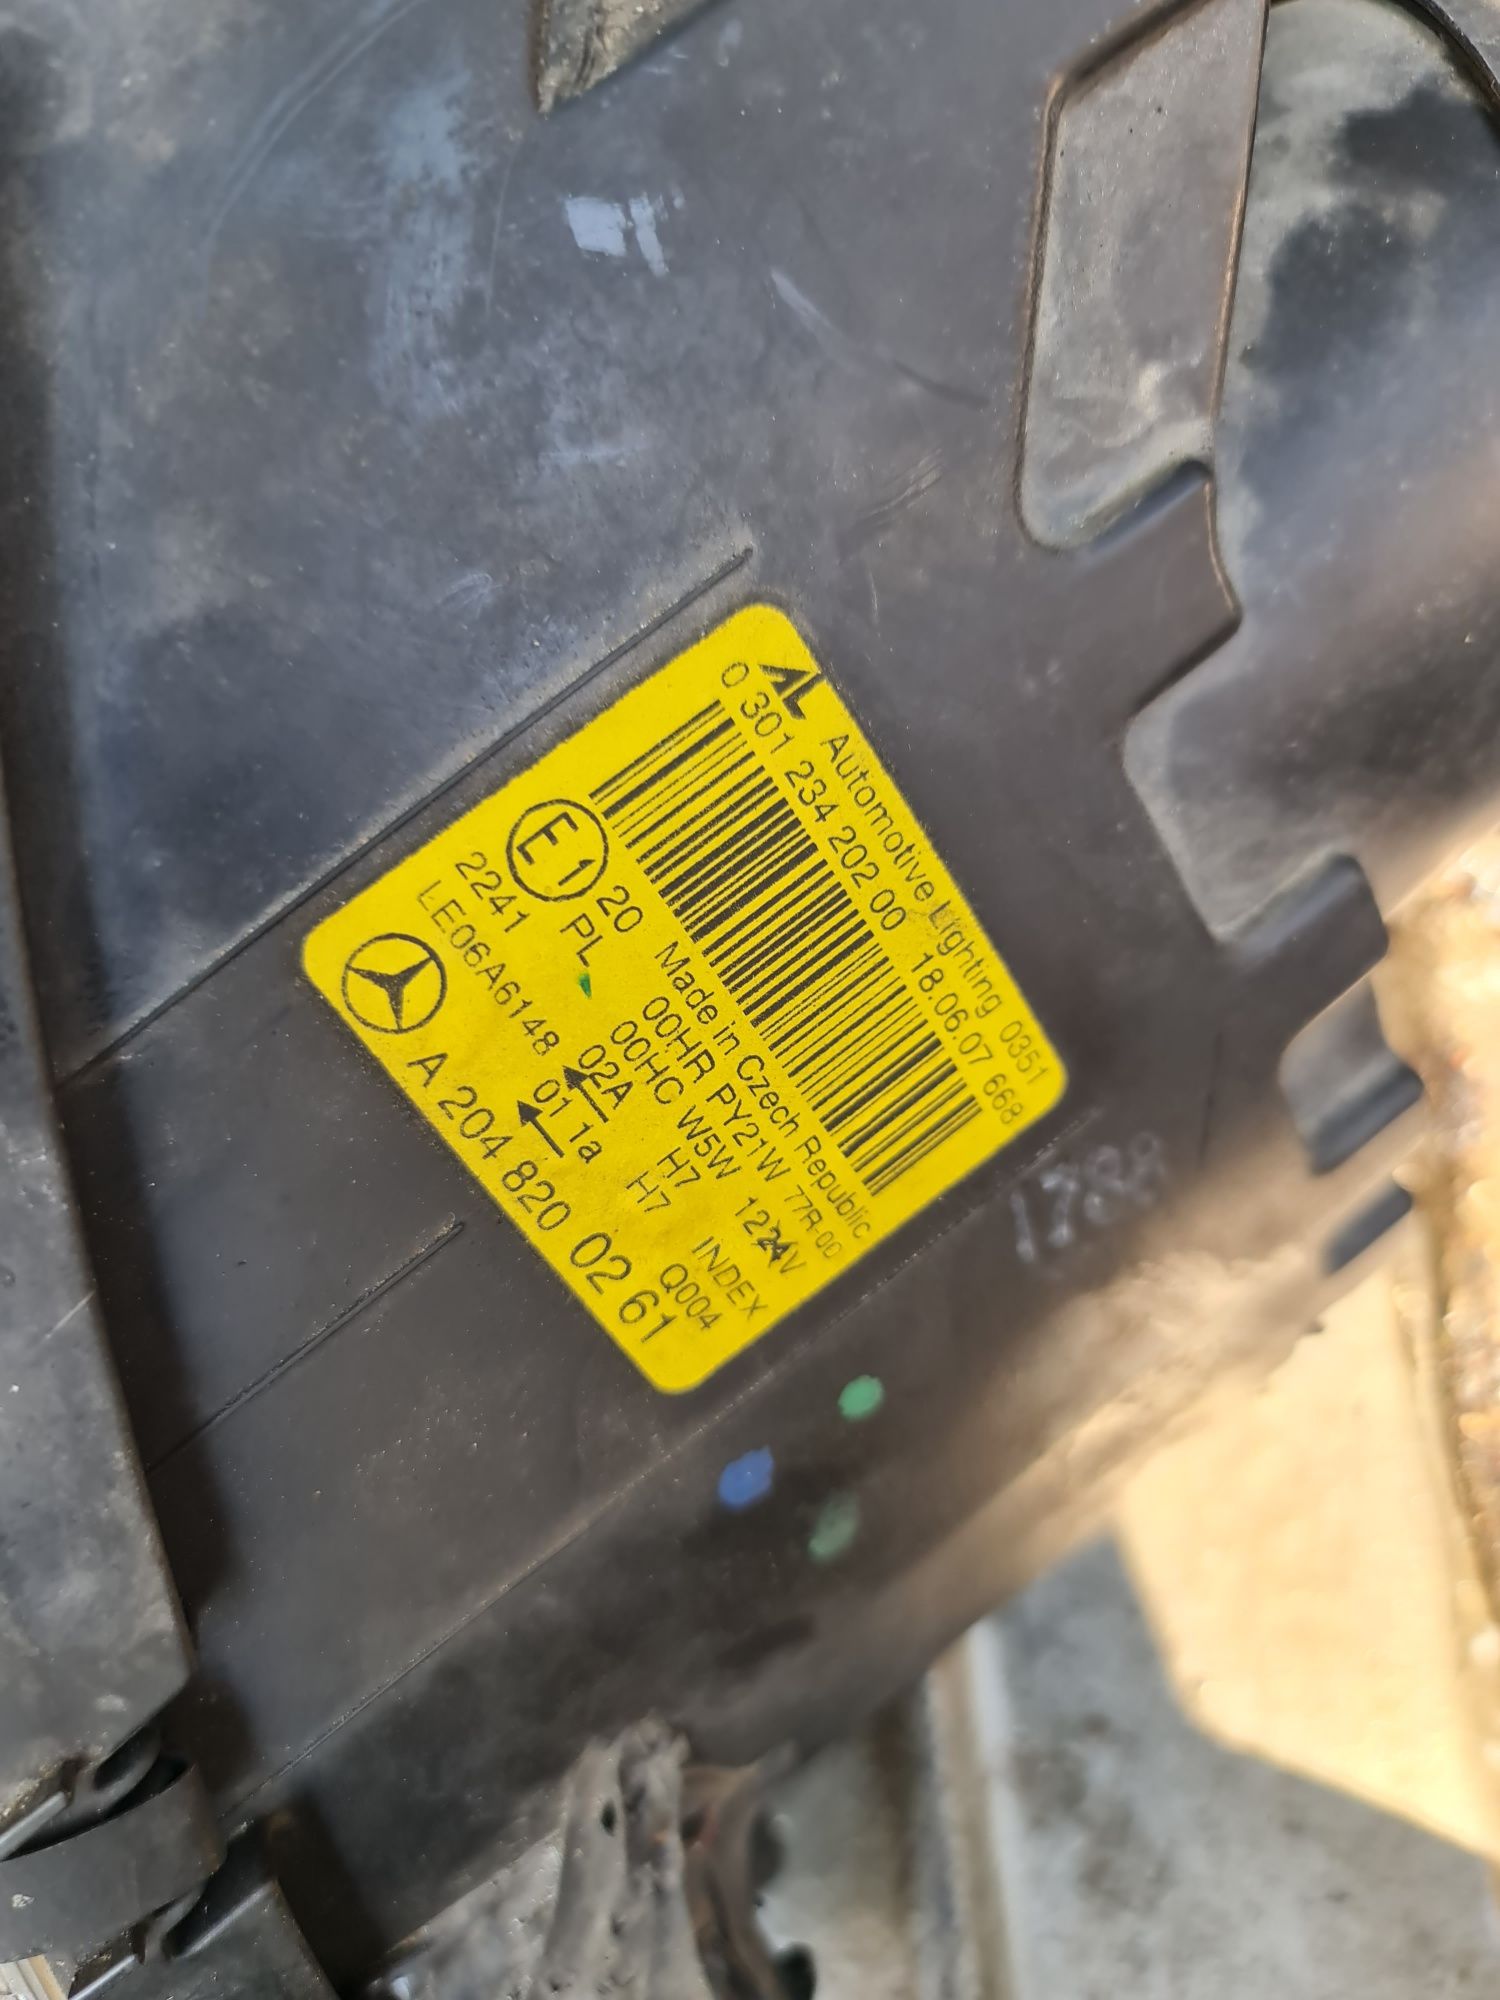 AL Automotive Lighting 0351
0 301 234 202 00 18.06.07 668
E1 20 Made in Czech Republic
PL 00HR PY21W 77R-00
2241 02A 00HC W5W 1224V
LE06A6148 01 1a H7 H7 INDEX Q004
A 204 820 02 61
1788